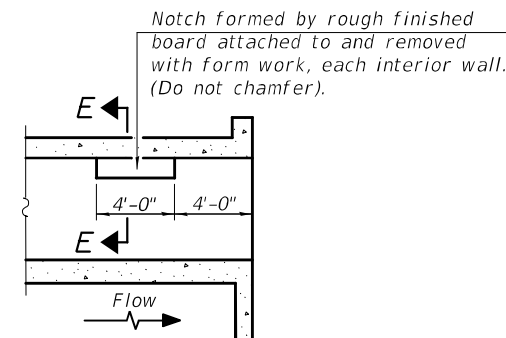 Notch formed by rough finished
board attached to and removed
with form work, each interior wall.
(Do not chamfer).
E
4'-0" 4'-0"
E
Flow